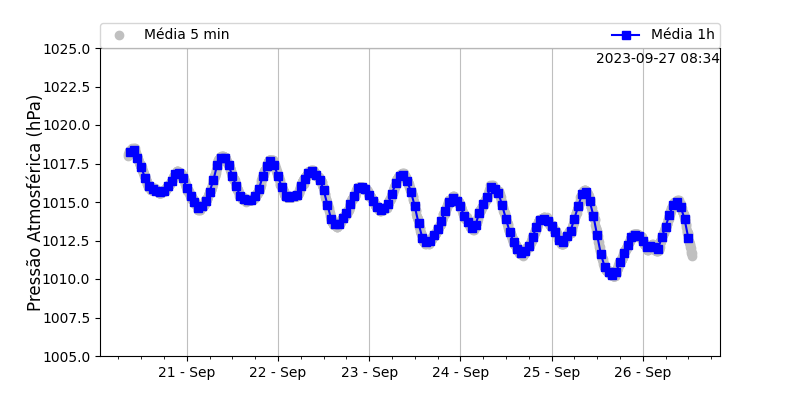 Média 5 min
Média 1h
2023-09-27 08:34
Pressão Atmosférica (hPa)
1025.0
1022.5
1020.0
1017.5
1015.0
1012.5
1010.0
1007.5
1005.0
21 - Sep
22 - Sep
23 - Sep
24 - Sep
25 - Sep
26 - Sep